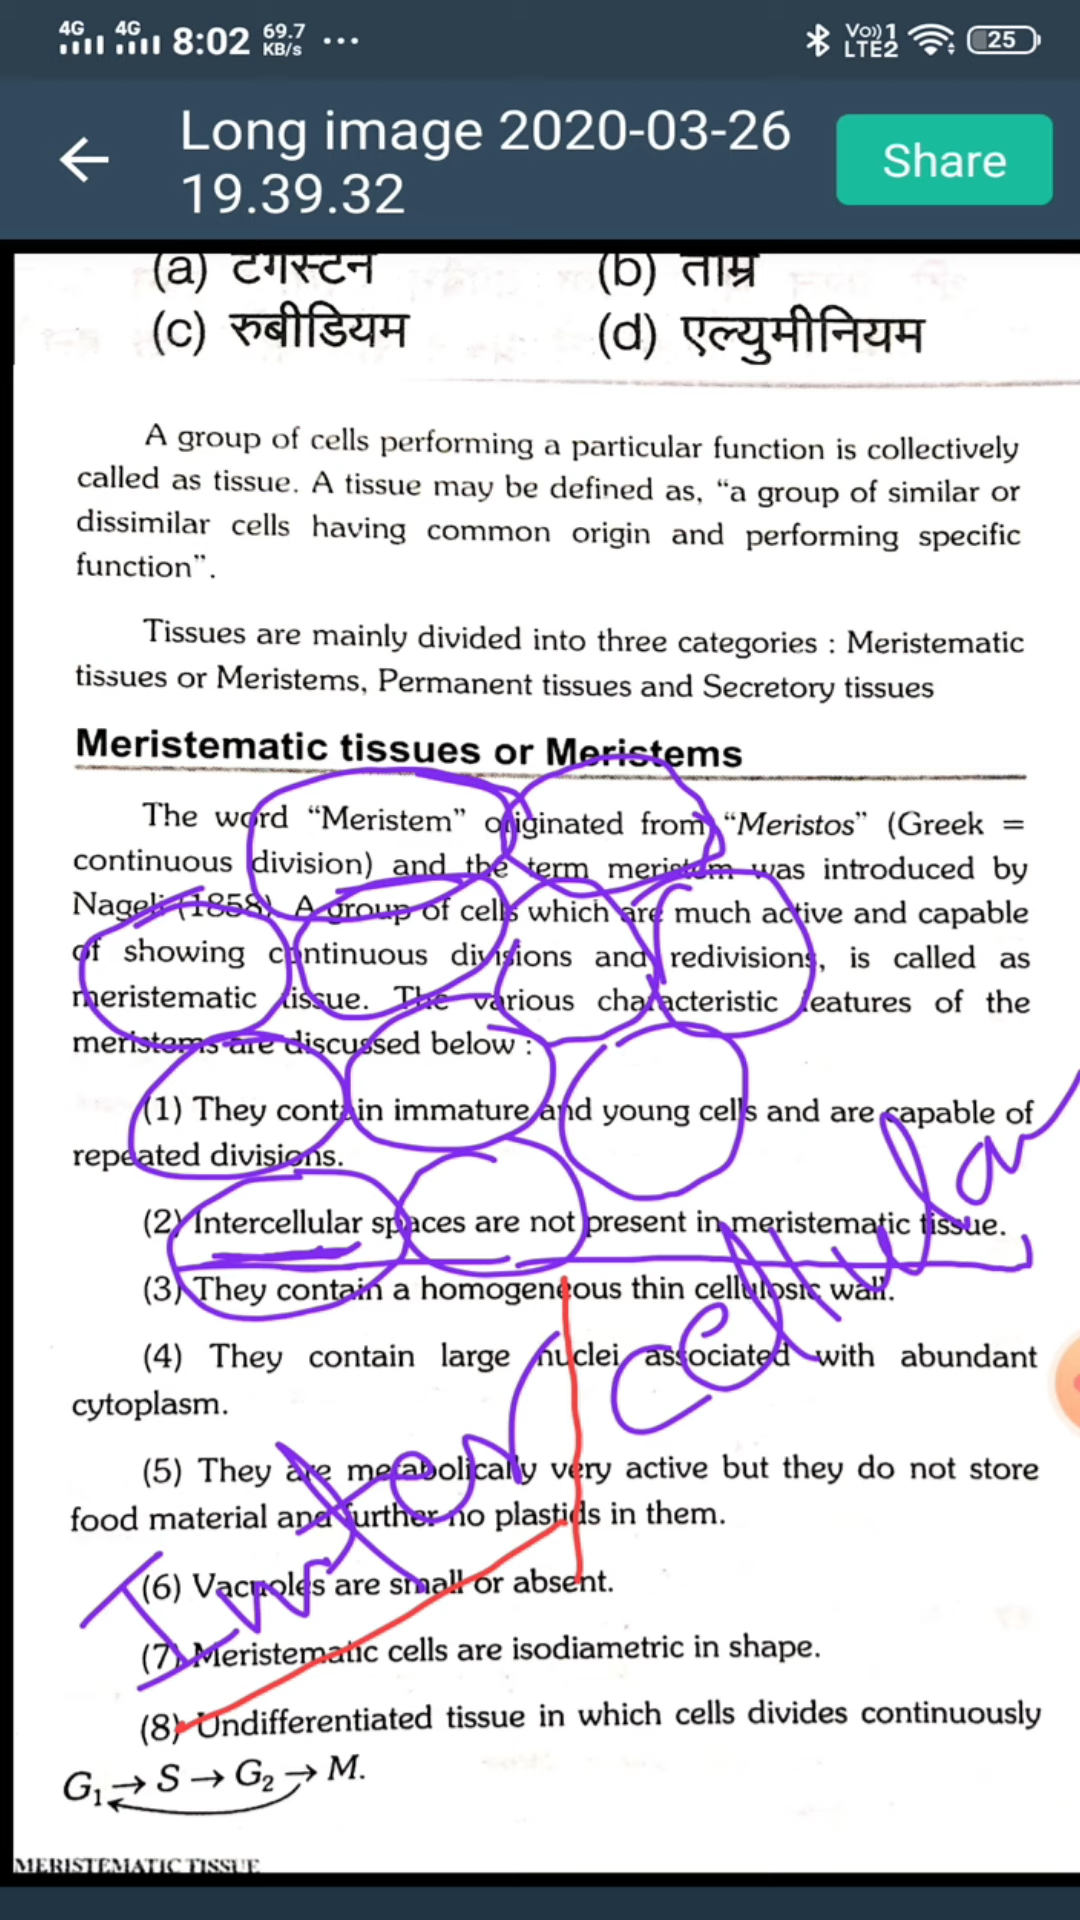 4G 4G 8:02 69.7 KB/s ... Vo)) 1 LTE2 25
Long image 2020-03-26
19.39.32
Share
(a) टंगस्टन (b) ताम्र
(c) रुबीडियम (d) एल्युमीनियम
A group of cells performing a particular function is collectively
called as tissue. A tissue may be defined as, “a group of similar or
dissimilar cells having common origin and performing specific
function”.
Tissues are mainly divided into three categories : Meristematic
tissues or Meristems, Permanent tissues and Secretory tissues
Meristematic tissues or Meristems
The word “Meristem” originated from “Meristos” (Greek =
continuous division) and the term meristem was introduced by
Nageli (1858). A group of cells which are much active and capable
of showing continuous divisions and redivisions, is called as
meristematic tissue. The various characteristic features of the
meristems are discussed below :
(1) They contain immature and young cells and are capable of
repeated divisions.
(2) Intercellular spaces are not present in meristematic tissue.
(3) They contain a homogeneous thin cellulosic wall.
(4) They contain large nuclei associated with abundant
cytoplasm.
(5) They are metabolically very active but they do not store
food material and further no plastids in them.
(6) Vacuoles are small or absent.
(7) Meristematic cells are isodiametric in shape.
(8) Undifferentiated tissue in which cells divides continuously
G₁ → S → G₂ → M.
Inter cellular
MERISTEMATIC TISSUE